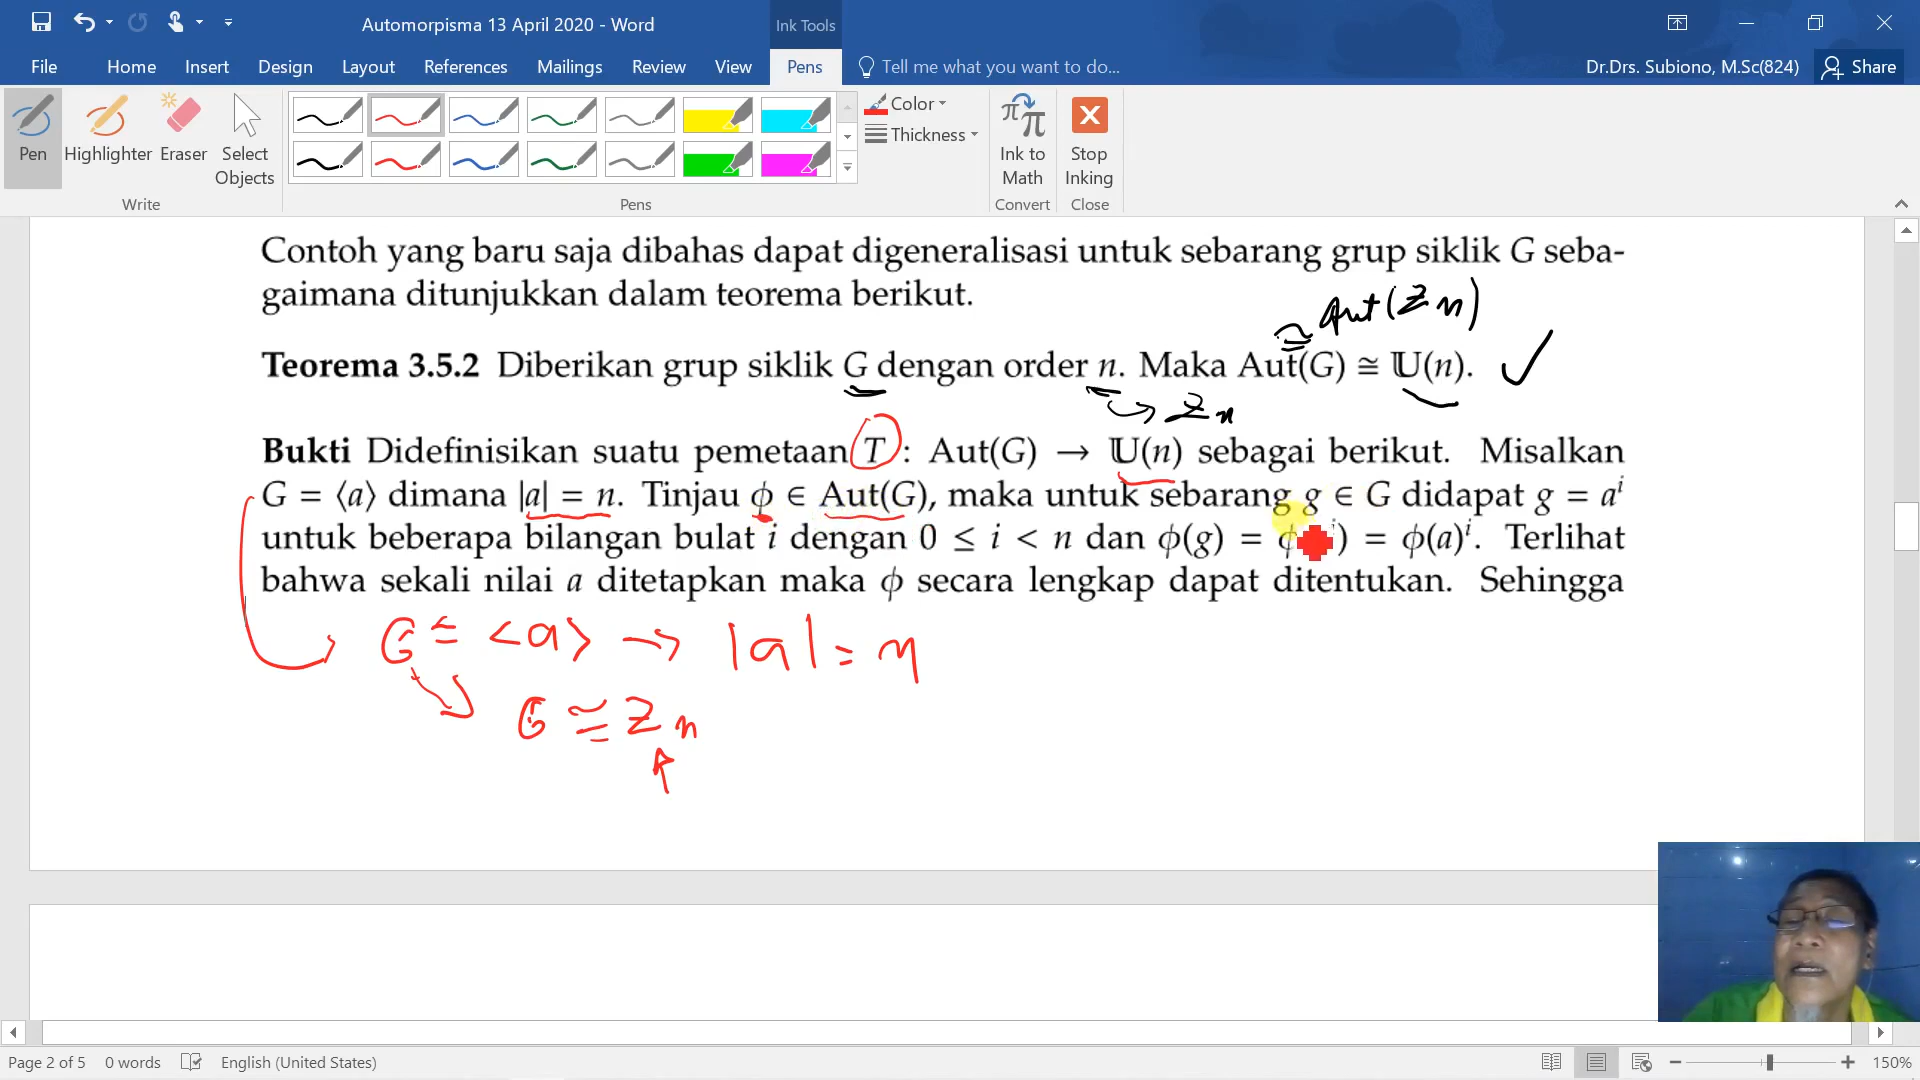 Automorpisma 13 April 2020 - Word
Ink Tools
File Home Insert Design Layout References Mailings Review View Pens Tell me what you want to do... Dr.Drs. Subiono, M.Sc(824) Share
Pen Highlighter Eraser Select Objects
Color
Thickness
Ink to Math
Stop Inking
Write Pens Convert Close
Contoh yang baru saja dibahas dapat digeneralisasi untuk sebarang grup siklik G seba-
gaimana ditunjukkan dalam teorema berikut.
≅ Aut(Zn)
Teorema 3.5.2 Diberikan grup siklik G dengan order n. Maka Aut(G) ≅ 𝕌(n). ✓
→ Zn
Bukti Didefinisikan suatu pemetaan T : Aut(G) → 𝕌(n) sebagai berikut. Misalkan
G = ⟨a⟩ dimana |a| = n. Tinjau ϕ ∈ Aut(G), maka untuk sebarang g ∈ G didapat g = aⁱ
untuk beberapa bilangan bulat i dengan 0 ≤ i < n dan ϕ(g) = ϕ ⁱ) = ϕ(a)ⁱ. Terlihat
bahwa sekali nilai a ditetapkan maka ϕ secara lengkap dapat ditentukan. Sehingga
G = <a> → |a| = n
G ≅ Zn
Page 2 of 5 0 words English (United States) 150%